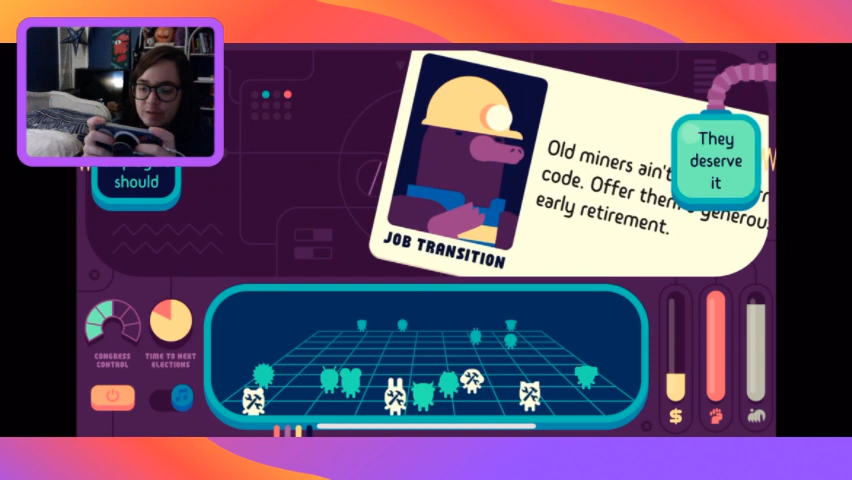 should
Old miners ain't
code. Offer them generou
early retirement.
JOB TRANSITION
They
deserve
it
CONGRESS
CONTROL
TIME TO NEXT
ELECTIONS
$